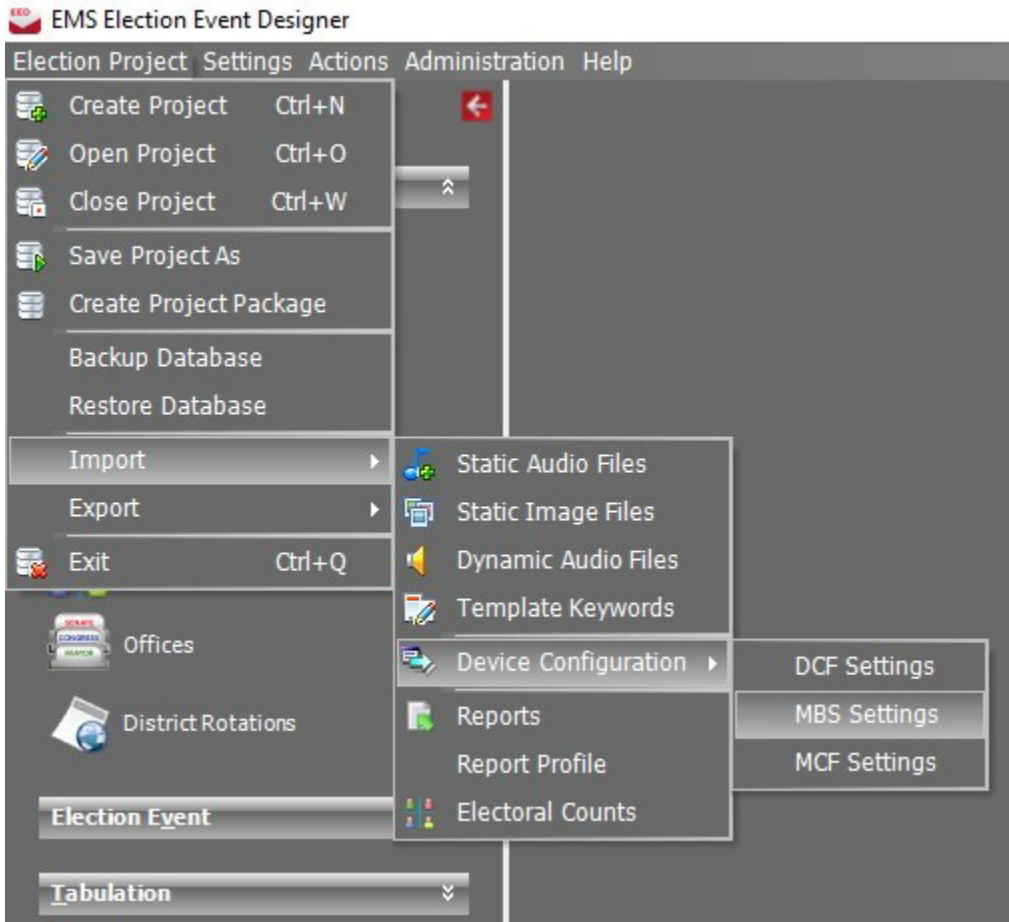 EMS Election Event Designer
Election Project Settings Actions Administration Help
Create Project Ctrl+N
Open Project Ctrl+O
Close Project Ctrl+W
Save Project As
Create Project Package
Backup Database
Restore Database
Import
Export
Exit Ctrl+Q
Static Audio Files
Static Image Files
Dynamic Audio Files
Template Keywords
Device Configuration
Reports
Report Profile
Electoral Counts
DCF Settings
MBS Settings
MCF Settings
SENATE
CONGRESS
MAYOR
Offices
District Rotations
Election Event
Tabulation